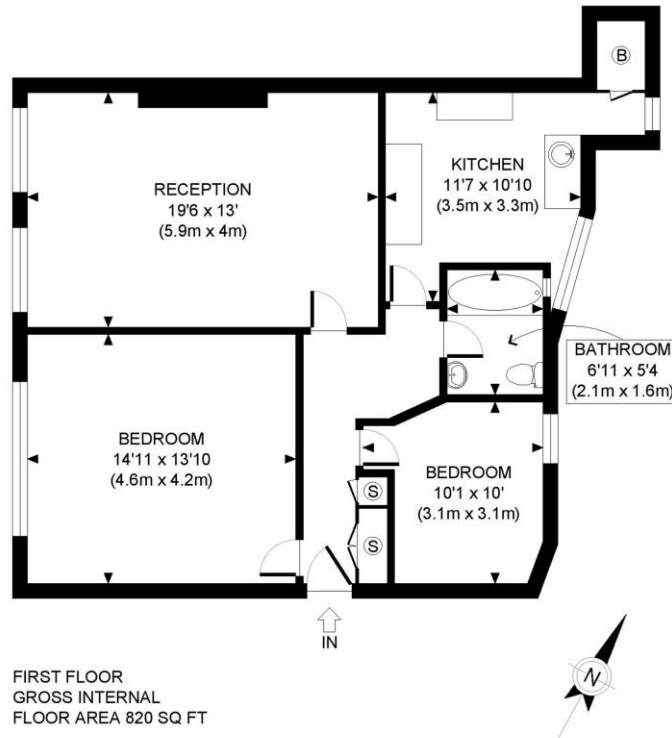 B
RECEPTION
19'6 x 13'
(5.9m x 4m)
KITCHEN
11'7 x 10'10
(3.5m x 3.3m)
BATHROOM
6'11 x 5'4
(2.1m x 1.6m)
BEDROOM
14'11 x 13'10
(4.6m x 4.2m)
BEDROOM
10'1 x 10'
(3.1m x 3.1m)
S
S
IN
N
FIRST FLOOR
GROSS INTERNAL
FLOOR AREA 820 SQ FT